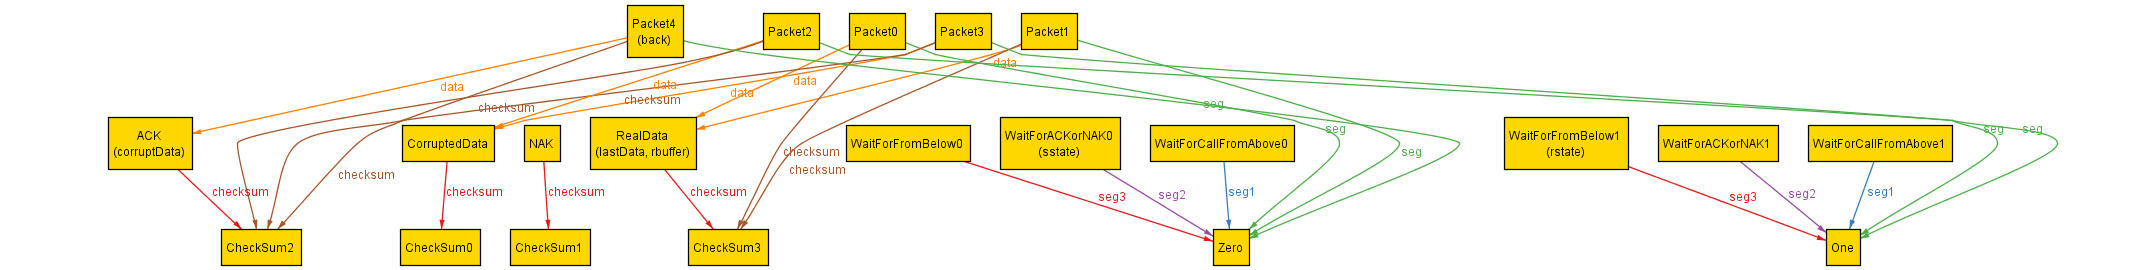 Packet4
(back)
Packet2
Packet0
Packet3
Packet1
data
data
data
data
data
checksum
checksum
seg
seg
seg
seg
seg
ACK
(corruptData)
CorruptedData
NAK
RealData
(lastData, rbuffer)
WaitForFromBelow0
WaitForACKorNAK0
(sstate)
WaitForCallFromAbove0
WaitForFromBelow1
(rstate)
WaitForACKorNAK1
WaitForCallFromAbove1
checksum
checksum
checksum
checksum
checksum
checksum
checksum
seg3
seg2
seg1
seg3
seg2
seg1
CheckSum2
CheckSum0
CheckSum1
CheckSum3
Zero
One